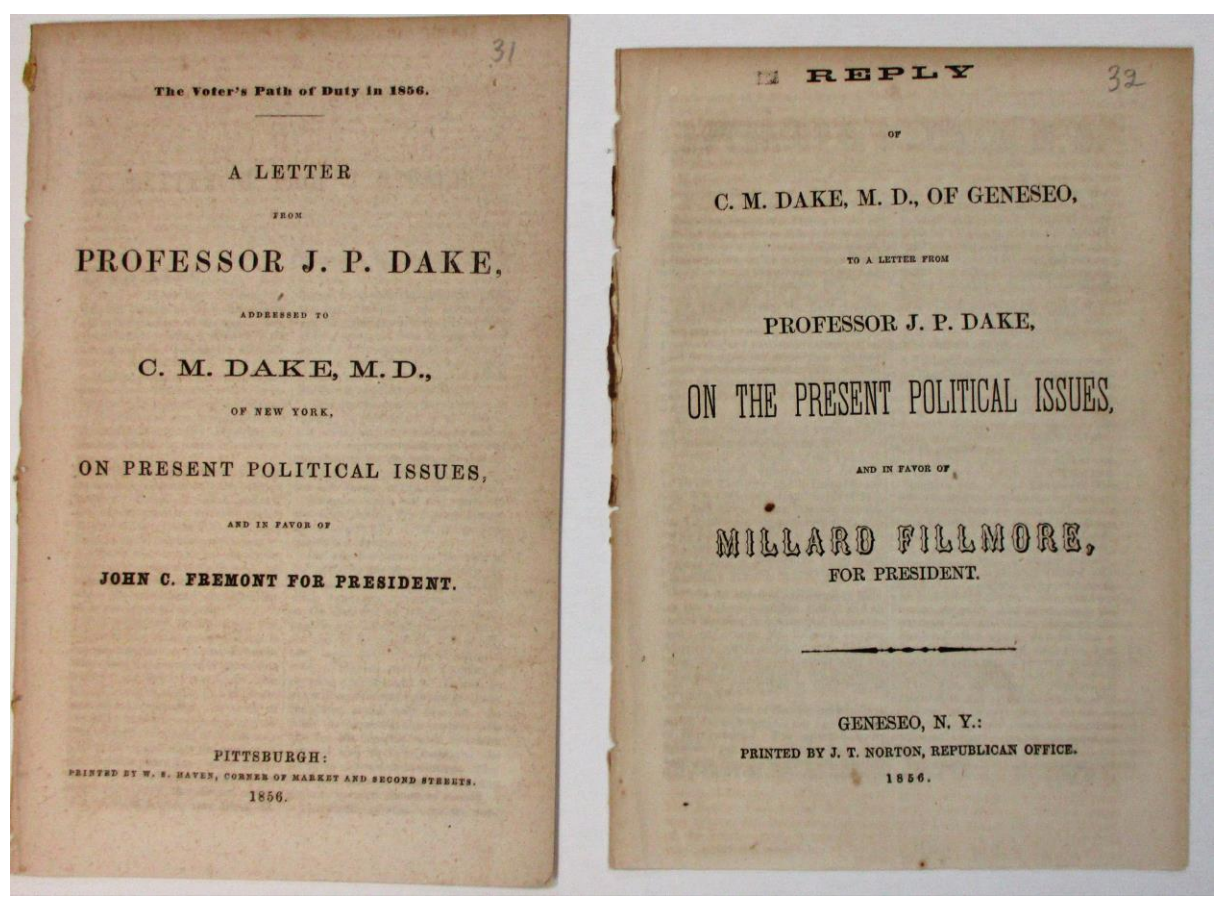 31
The Voter's Path of Duty in 1856.
A LETTER
FROM
PROFESSOR J. P. DAKE,
ADDRESSED TO
C. M. DAKE, M. D.,
OF NEW YORK,
ON PRESENT POLITICAL ISSUES,
AND IN FAVOR OF
JOHN C. FREMONT FOR PRESIDENT.
PITTSBURGH:
PRINTED BY W. S. HAVEN, CORNER OF MARKET AND SECOND STREETS.
1856.
32
REPLY
OF
C. M. DAKE, M. D., OF GENESEO,
TO A LETTER FROM
PROFESSOR J. P. DAKE,
ON THE PRESENT POLITICAL ISSUES,
AND IN FAVOR OF
MILLARD FILLMORE,
FOR PRESIDENT.
GENESEO, N. Y.:
PRINTED BY J. T. NORTON, REPUBLICAN OFFICE.
1856.